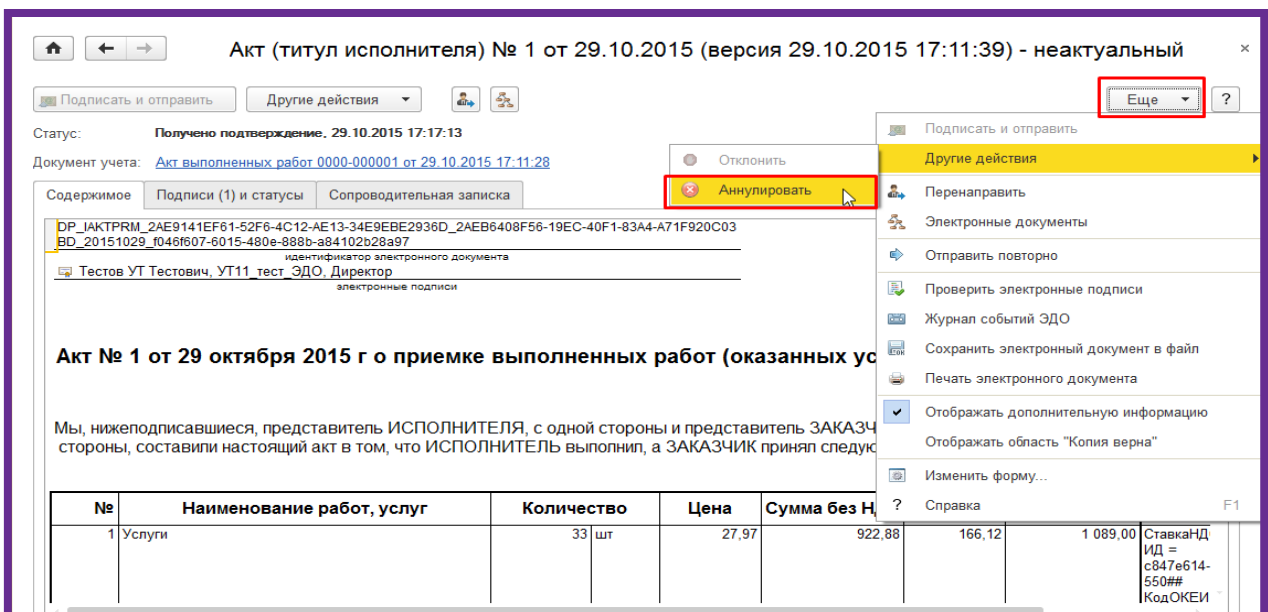 Акт (титул исполнителя) № 1 от 29.10.2015 (версия 29.10.2015 17:11:39) - неактуальный
Подписать и отправить Другие действия Еще ?
Статус: Получено подтверждение, 29.10.2015 17:17:13
Документ учета: Акт выполненных работ 0000-000001 от 29.10.2015 17:11:28
Содержимое Подписи (1) и статусы Сопроводительная записка
Подписать и отправить
Другие действия
Отклонить
Аннулировать
Перенаправить
Электронные документы
Отправить повторно
Проверить электронные подписи
Журнал событий ЭДО
Сохранить электронный документ в файл
Печать электронного документа
Отображать дополнительную информацию
Отображать область "Копия верна"
Изменить форму...
? Справка F1
DP_IAKTPRM_2AE9141EF61-52F6-4C12-AE13-34E9EBE2936D_2AEB6408F56-19EC-40F1-83A4-A71F920C03
BD_20151029_f046f607-6015-480e-888b-a84102b28a97
идентификатор электронного документа
Тестов УТ Тестович, УТ11_тест_ЭДО, Директор
электронные подписи
Акт № 1 от 29 октября 2015 г о приемке выполненных работ (оказанных ус
Мы, нижеподписавшиеся, представитель ИСПОЛНИТЕЛЯ, с одной стороны и представитель ЗАКАЗЧ
стороны, составили настоящий акт в том, что ИСПОЛНИТЕЛЬ выполнил, а ЗАКАЗЧИК принял следую
№ Наименование работ, услуг Количество Цена Сумма без Н
1 Услуги 33 шт 27,97 922,88 166,12 1 089,00 СтавкаНД
ИД =
c847e614-
550##
КодОКЕИ